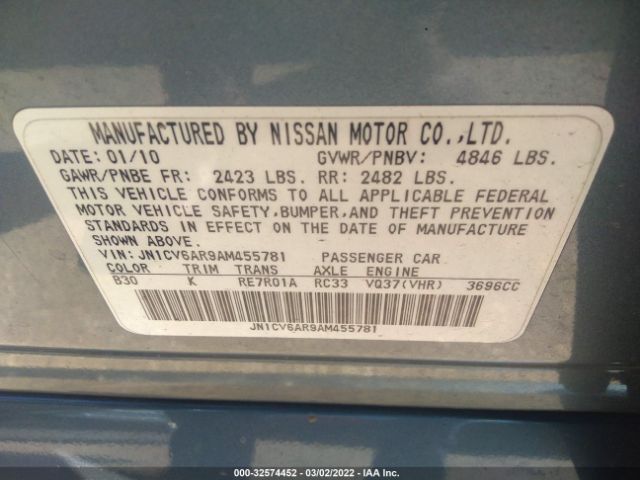 MANUFACTURED BY NISSAN MOTOR CO.,LTD.
DATE: 01/10 GVWR/PNBV: 4846 LBS.
GAWR/PNBE FR: 2423 LBS. RR: 2482 LBS.
THIS VEHICLE CONFORMS TO ALL APPLICABLE FEDERAL
MOTOR VEHICLE SAFETY,BUMPER,AND THEFT PREVENTION
STANDARDS IN EFFECT ON THE DATE OF MANUFACTURE
SHOWN ABOVE.
VIN: JN1CV6AR9AM455781 PASSENGER CAR
COLOR TRIM TRANS AXLE ENGINE
B30 K RE7R01A RC33 VQ37(VHR) 3696CC
JN1CV6AR9AM455781
000-32574452 - 03/02/2022 - IAA Inc.